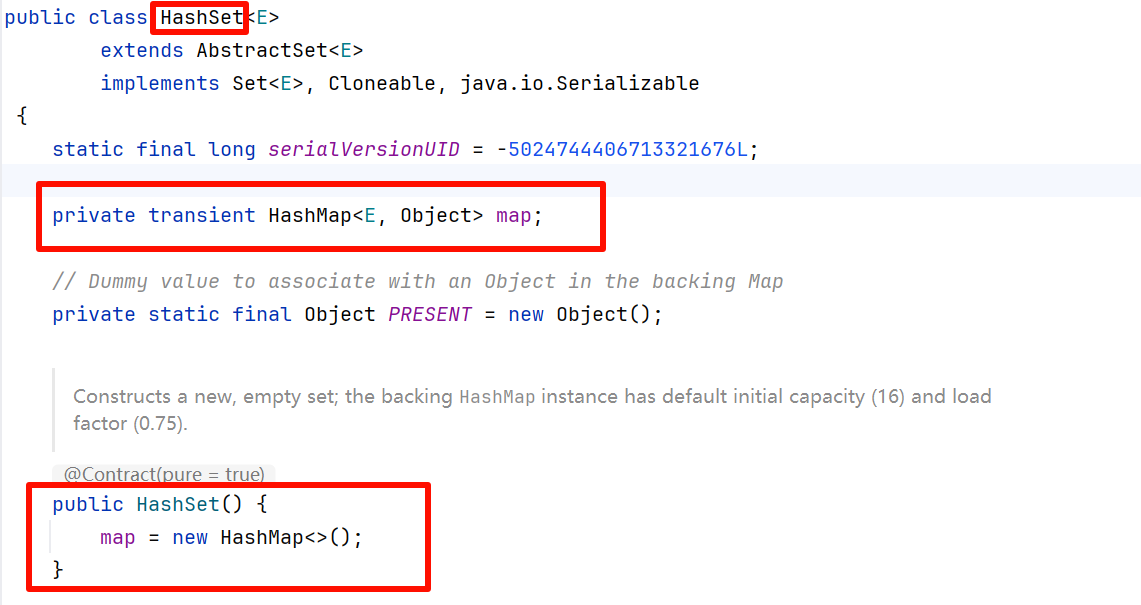 public class HashSet<E>
extends AbstractSet<E>
implements Set<E>, Cloneable, java.io.Serializable
{
static final long serialVersionUID = -5024744406713321676L;
private transient HashMap<E, Object> map;
// Dummy value to associate with an Object in the backing Map
private static final Object PRESENT = new Object();
Constructs a new, empty set; the backing HashMap instance has default initial capacity (16) and load
factor (0.75).
@Contract(pure = true)
public HashSet() {
map = new HashMap<>();
}